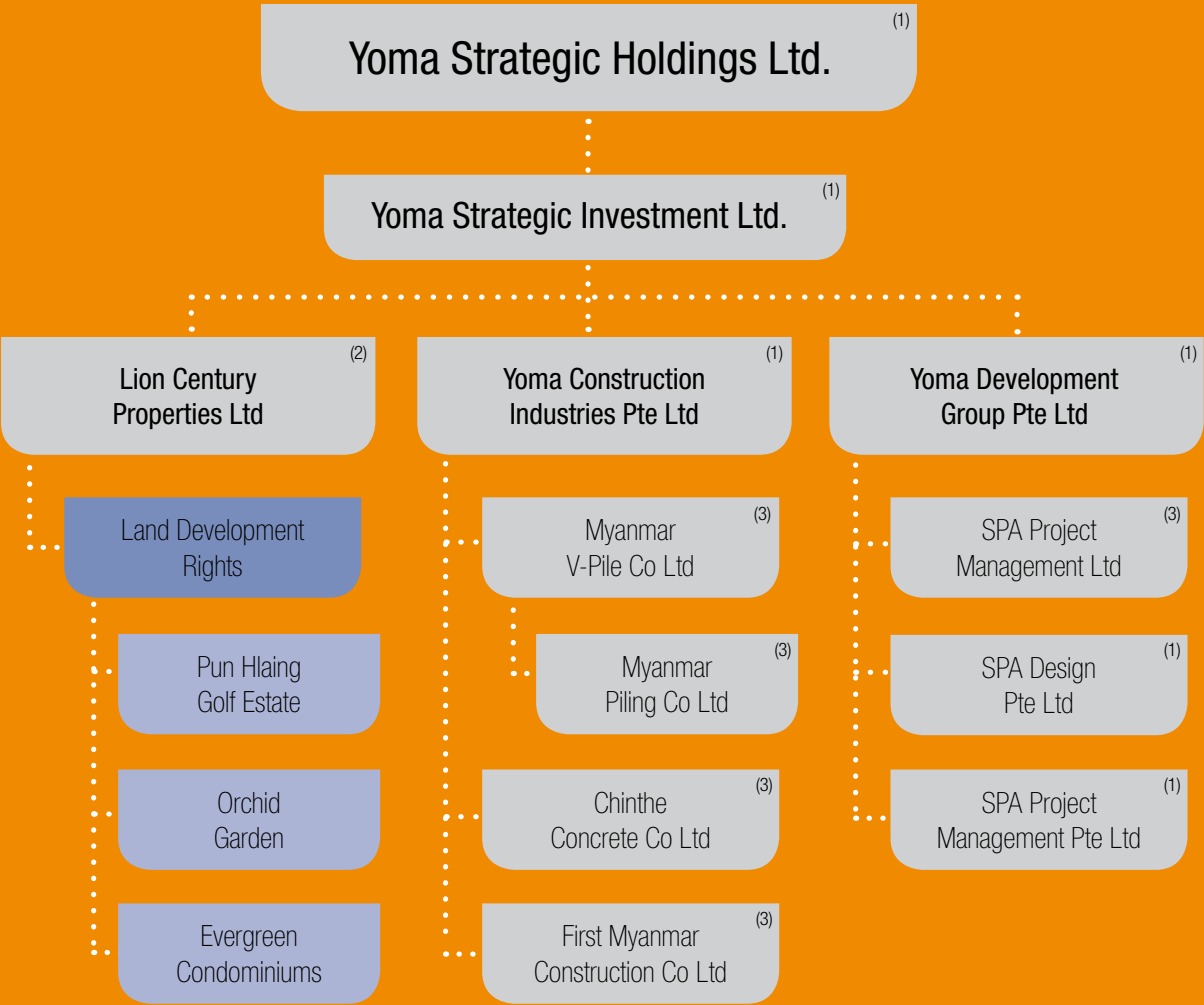 Yoma Strategic Holdings Ltd. (1)
Yoma Strategic Investment Ltd. (1)
Lion Century (2)
Properties Ltd
Land Development
Rights
Pun Hlaing
Golf Estate
Orchid
Garden
Evergreen
Condominiums
Yoma Construction (1)
Industries Pte Ltd
Myanmar (3)
V-Pile Co Ltd
Myanmar (3)
Piling Co Ltd
Chinthe (3)
Concrete Co Ltd
First Myanmar (3)
Construction Co Ltd
Yoma Development (1)
Group Pte Ltd
SPA Project (3)
Management Ltd
SPA Design (1)
Pte Ltd
SPA Project (1)
Management Pte Ltd